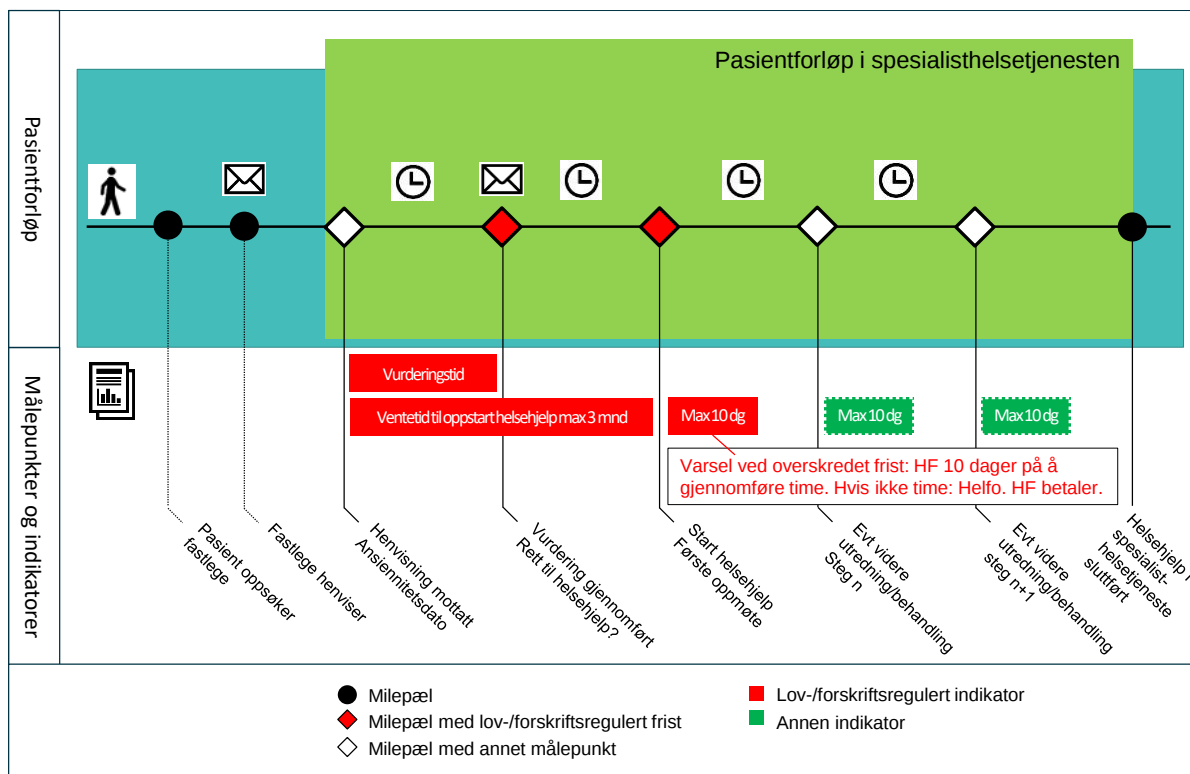 Pasientforløp
Pasientforløp i spesialisthelsetjenesten
Målepunkter og indikatorer
Vurderingstid
Ventetid til oppstart helsehjelp max 3 mnd
Max 10 dg
Max 10 dg
Max 10 dg
Varsel ved overskredet frist: HF 10 dager på å
gjennomføre time. Hvis ikke time: Helfo. HF betaler.
Pasient oppsøker
fastlege
Fastlege henviser
Henvisning mottatt
Ansiennitetsdato
Vurdering gjennomført
Rett til helsehjelp?
Start helsehjelp
Første oppmøte
Evt videre
utredning/behandling
Steg n
Evt videre
utredning/behandling
steg n+1
Helsehjelp
spesialist-
helsetjeneste
sluttført
Milepæl
Milepæl med lov-/forskriftsregulert frist
Milepæl med annet målepunkt
Lov-/forskriftsregulert indikator
Annen indikator